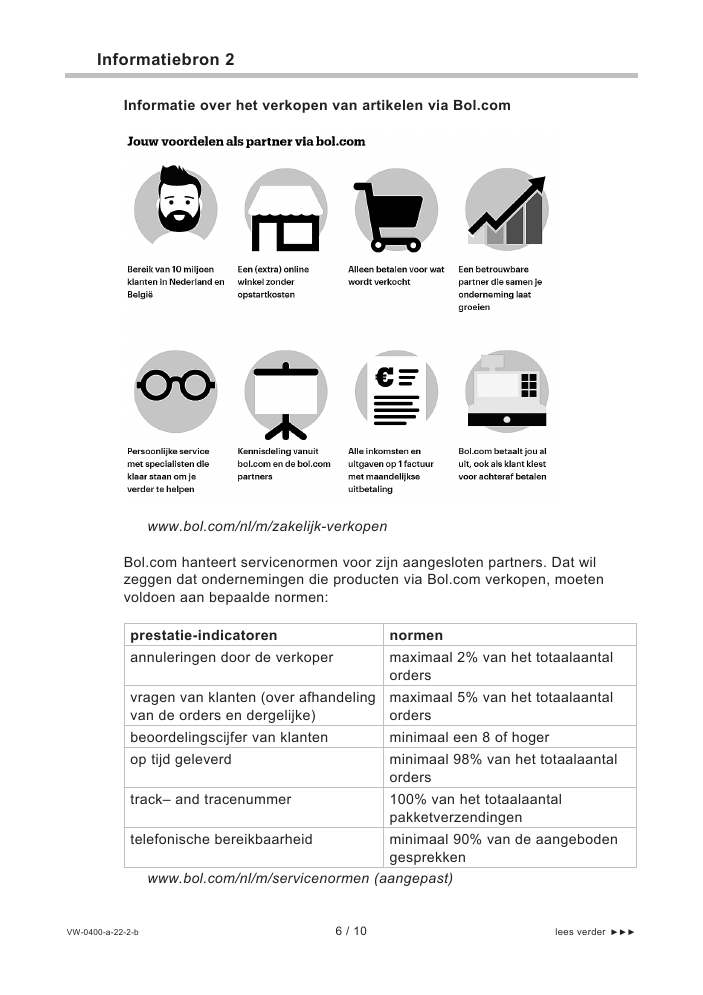 Informatiebron 2
Informatie over het verkopen van artikelen via Bol.com
Jouw voordelen als partner via bol.com
Bereik van 10 miljoen
klanten in Nederland en
België
Een (extra) online
winkel zonder
opstartkosten
Alleen betalen voor wat
wordt verkocht
Een betrouwbare
partner die samen je
onderneming laat
groeien
€
Persoonlijke service
met specialisten die
klaar staan om je
verder te helpen
Kennisdeling vanuit
bol.com en de bol.com
partners
Alle inkomsten en
uitgaven op 1 factuur
met maandelijkse
uitbetaling
Bol.com betaalt jou al
uit, ook als klant kiest
voor achteraf betalen
www.bol.com/nl/m/zakelijk-verkopen
Bol.com hanteert servicenormen voor zijn aangesloten partners. Dat wil
zeggen dat ondernemingen die producten via Bol.com verkopen, moeten
voldoen aan bepaalde normen:
prestatie-indicatoren normen
annuleringen door de verkoper maximaal 2% van het totaalaantal
orders
vragen van klanten (over afhandeling maximaal 5% van het totaalaantal
van de orders en dergelijke) orders
beoordelingscijfer van klanten minimaal een 8 of hoger
op tijd geleverd minimaal 98% van het totaalaantal
orders
track– and tracenummer 100% van het totaalaantal
pakketverzendingen
telefonische bereikbaarheid minimaal 90% van de aangeboden
gesprekken
www.bol.com/nl/m/servicenormen (aangepast)
VW-0400-a-22-2-b 6 / 10 lees verder ►►►